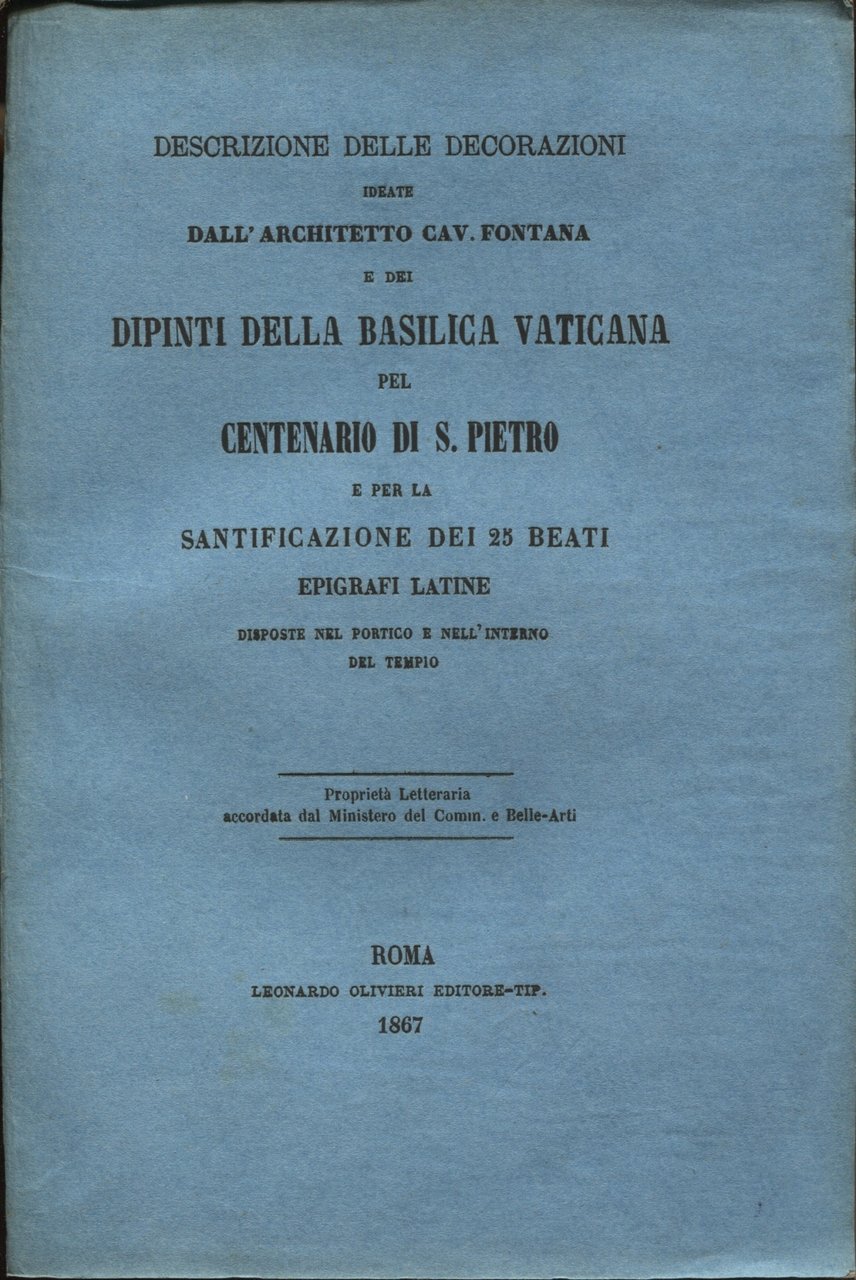 DESCRIZIONE DELLE DECORAZIONI
IDEATE
DALL' ARCHITETTO CAV. FONTANA
E DEI
DIPINTI DELLA BASILICA VATICANA
PEL
CENTENARIO DI S. PIETRO
E PER LA
SANTIFICAZIONE DEI 25 BEATI
EPIGRAFI LATINE
DISPOSTE NEL PORTICO E NELL' INTERNO
DEL TEMPIO
Proprietà Letteraria
accordata dal Ministero del Comm. e Belle-Arti
ROMA
LEONARDO OLIVIERI EDITORE-TIP.
1867